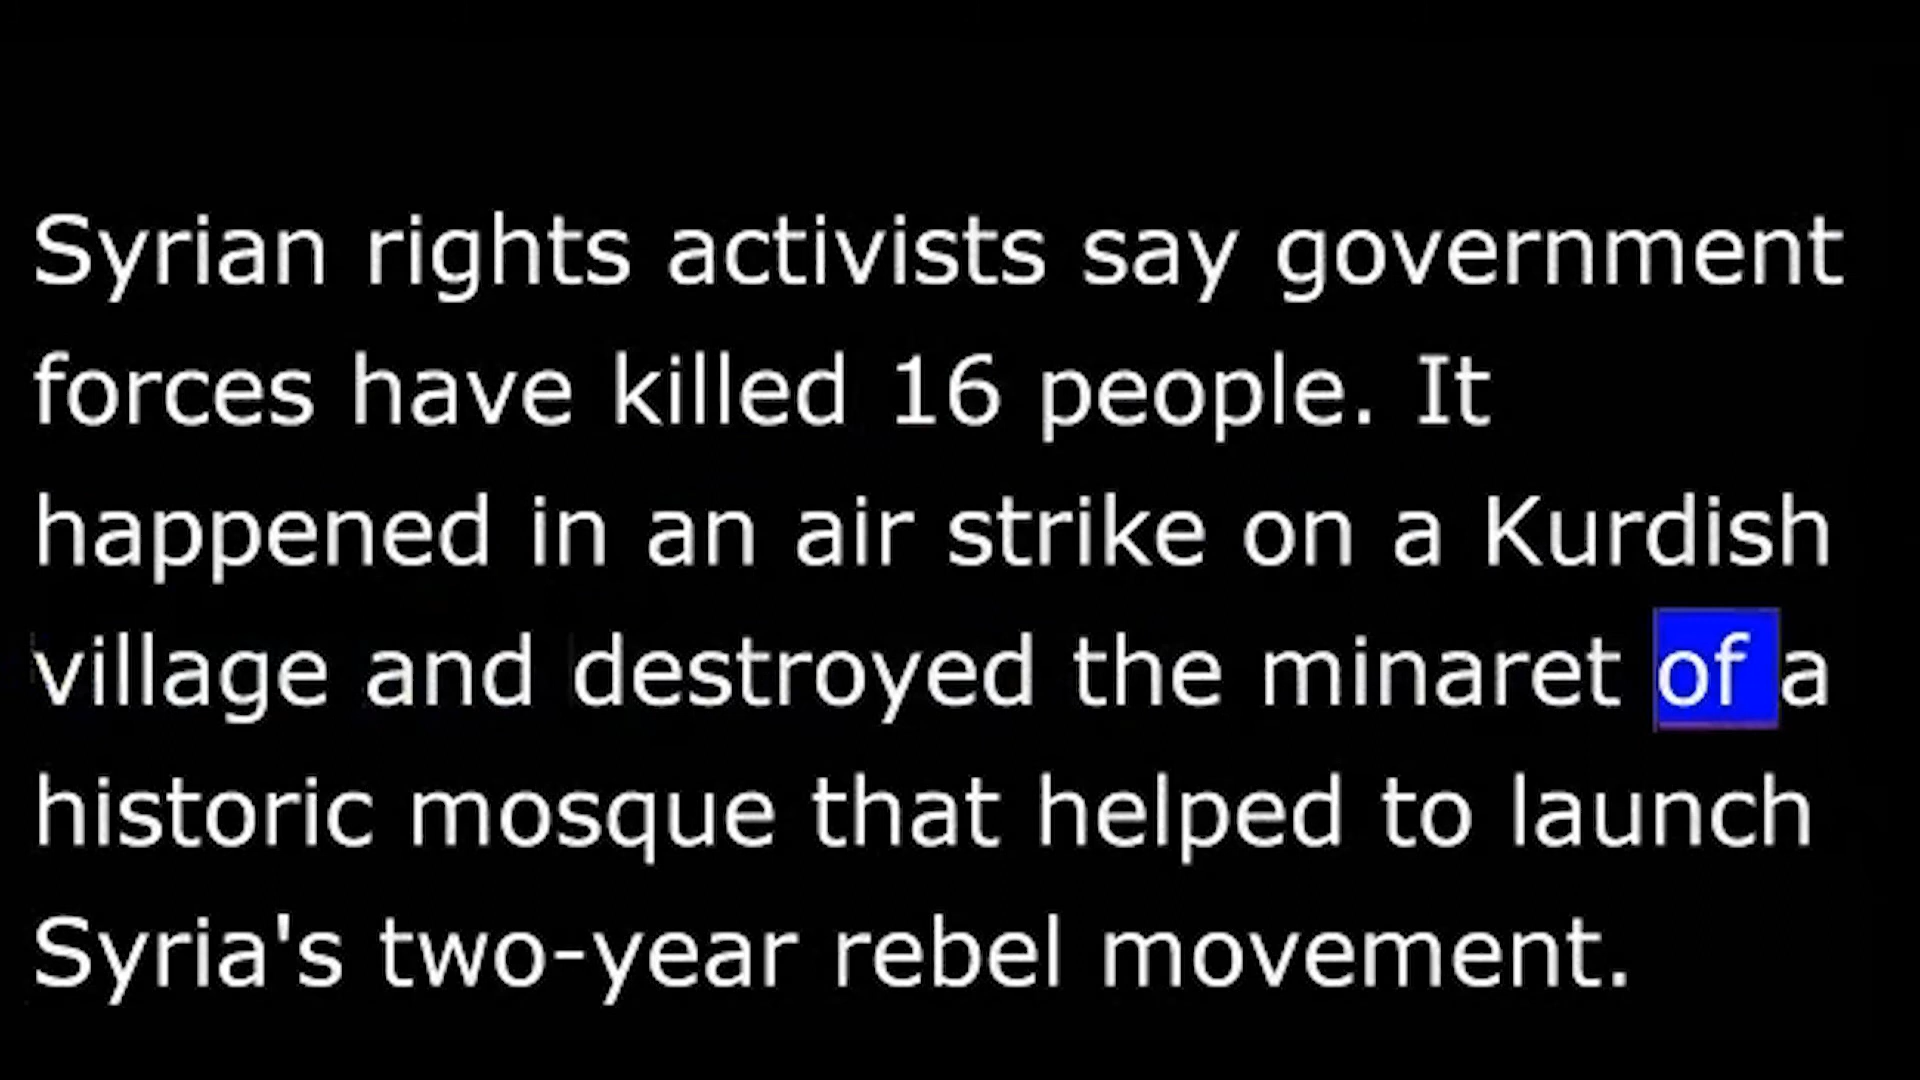 Syrian rights activists say government
forces have killed 16 people. It
happened in an air strike on a Kurdish
village and destroyed the minaret of a
historic mosque that helped to launch
Syria's two-year rebel movement.